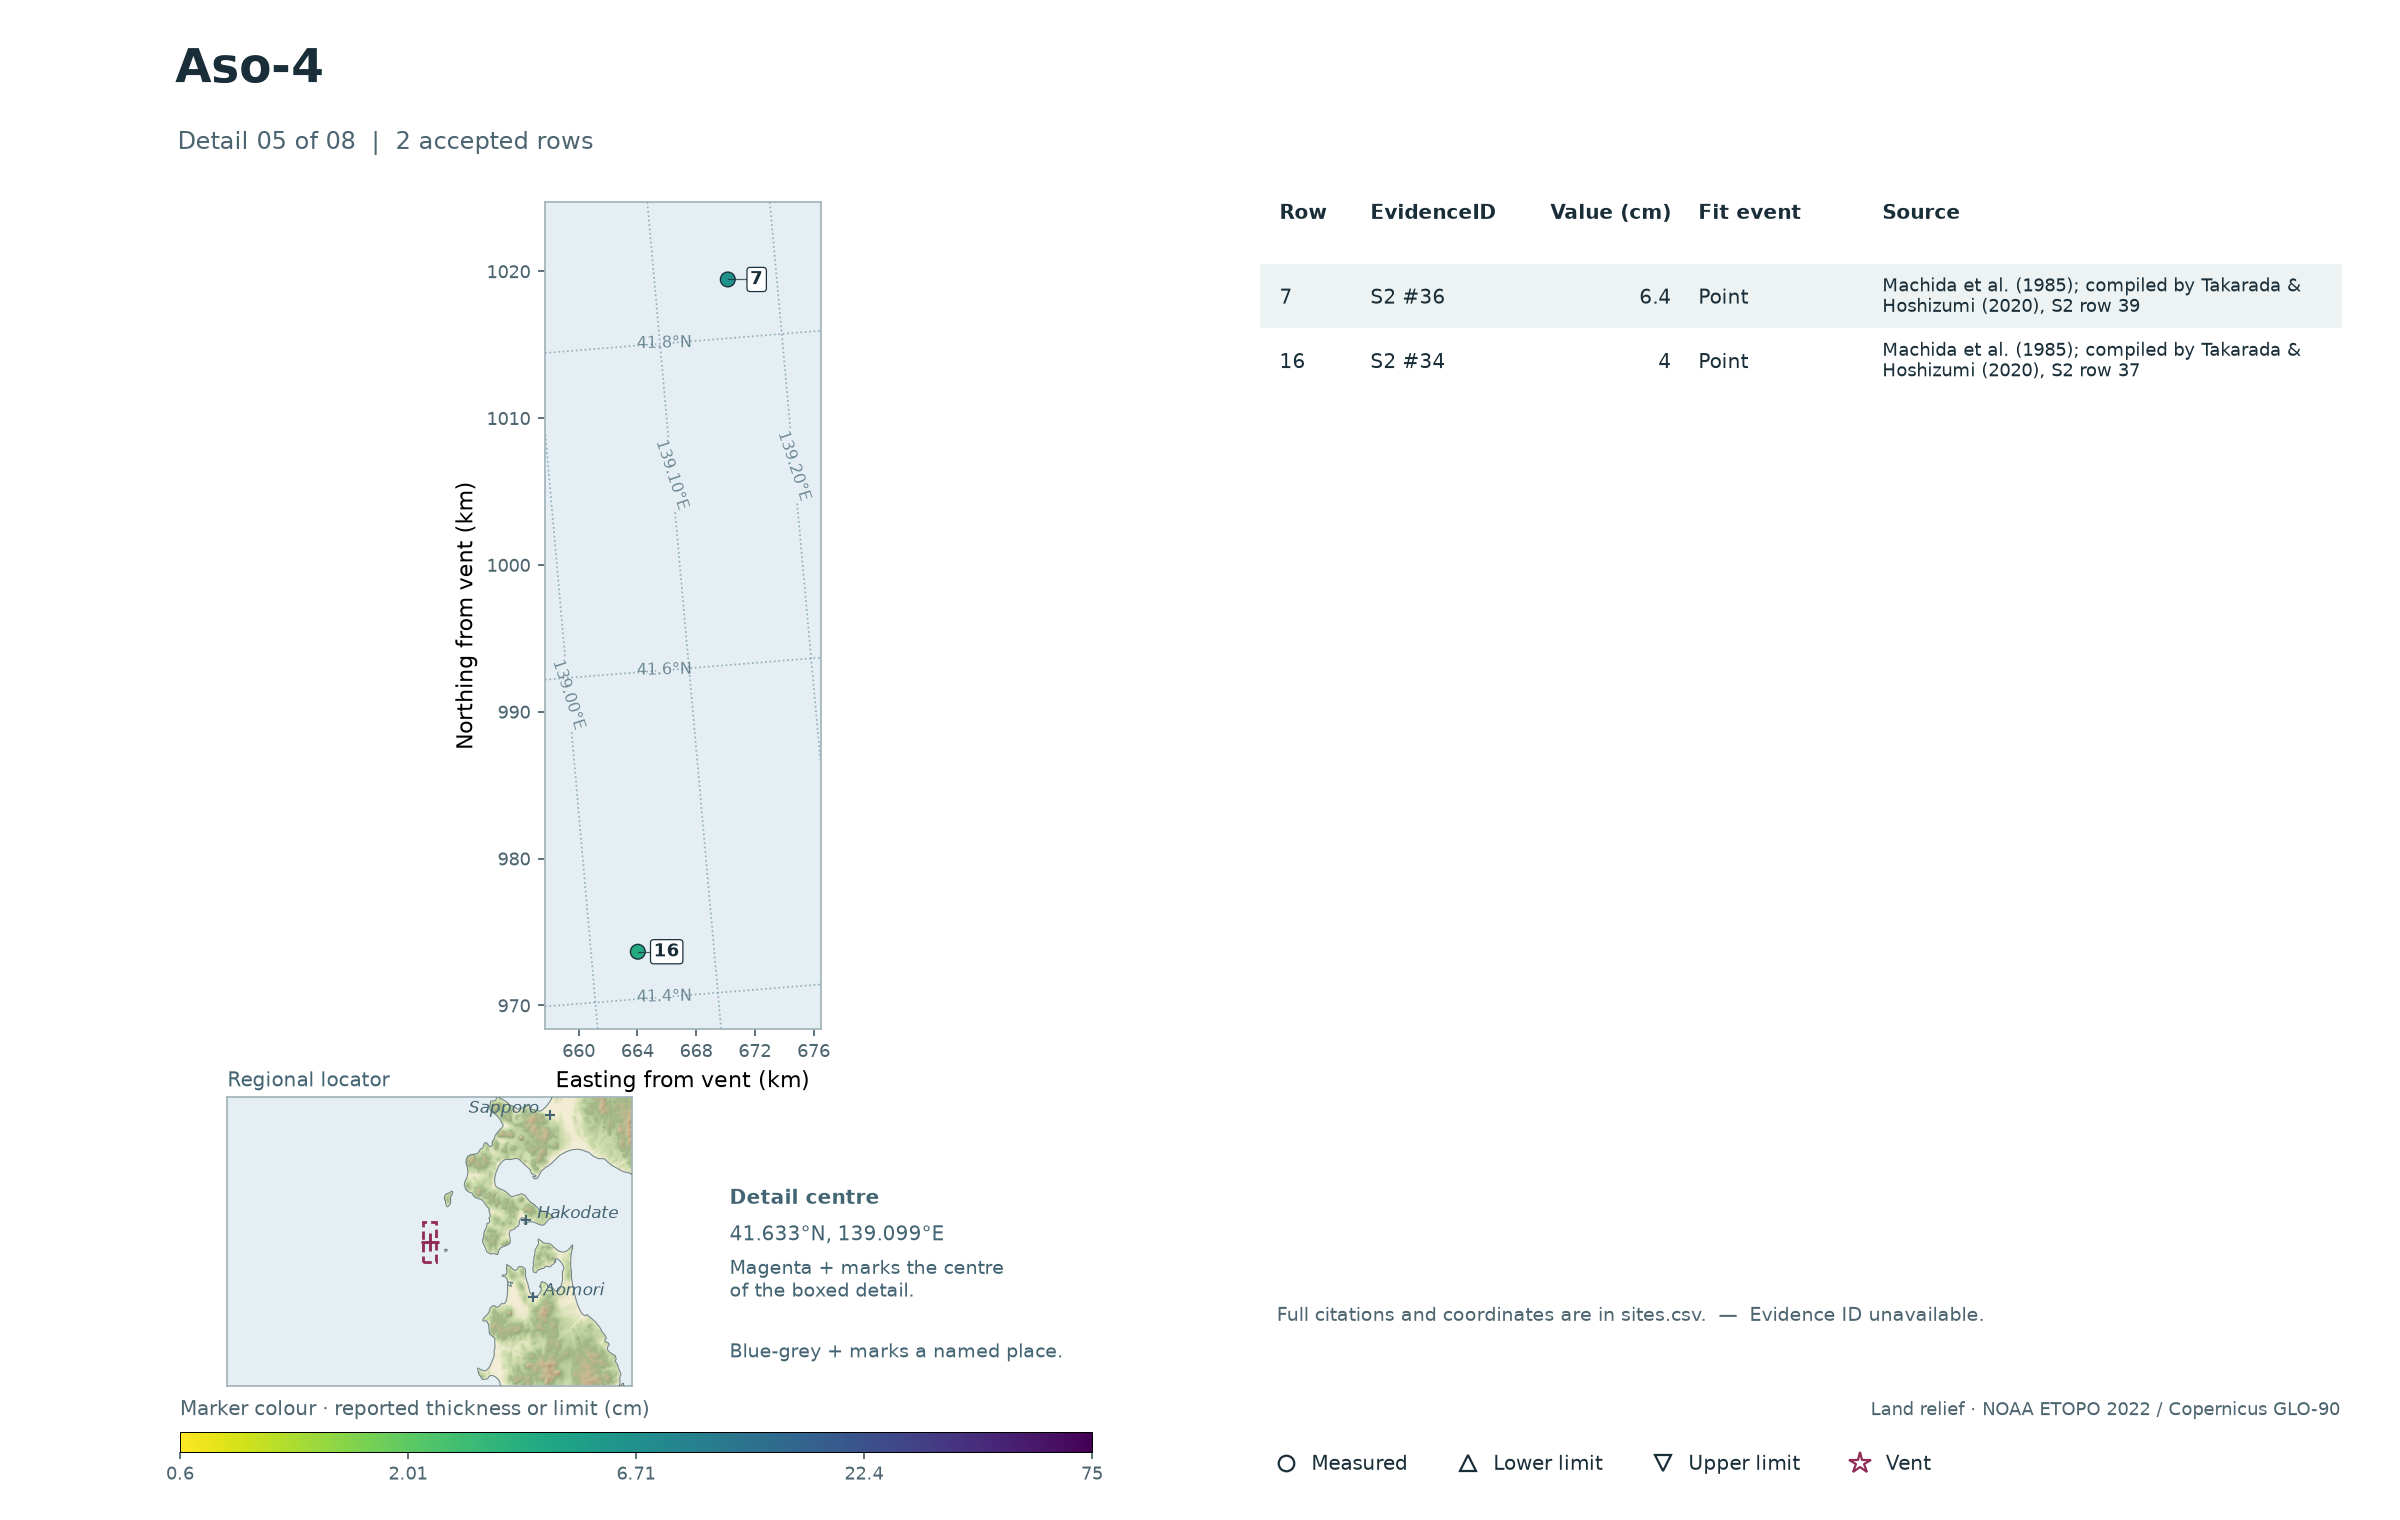 Aso-4
Detail 05 of 08 | 2 accepted rows
Row EvidenceID Value (cm) Fit event Source
7 S2 #36 6.4 Point Machida et al. (1985); compiled by Takarada &
Hoshizumi (2020), S2 row 39
16 S2 #34 4 Point Machida et al. (1985); compiled by Takarada &
Hoshizumi (2020), S2 row 37
Northing from vent (km)
1020
1010
1000
990
980
970
7
41.8°N
139.10°E
139.20°E
41.6°N
139.00°E
16
41.4°N
660 664 668 672 676
Easting from vent (km)
Regional locator
Sapporo
Hakodate
Aomori
Detail centre
41.633°N, 139.099°E
Magenta + marks the centre
of the boxed detail.
Blue-grey + marks a named place.
Full citations and coordinates are in sites.csv. — Evidence ID unavailable.
Marker colour · reported thickness or limit (cm)
0.6 2.01 6.71 22.4 75
Land relief · NOAA ETOPO 2022 / Copernicus GLO-90
Measured Lower limit Upper limit Vent